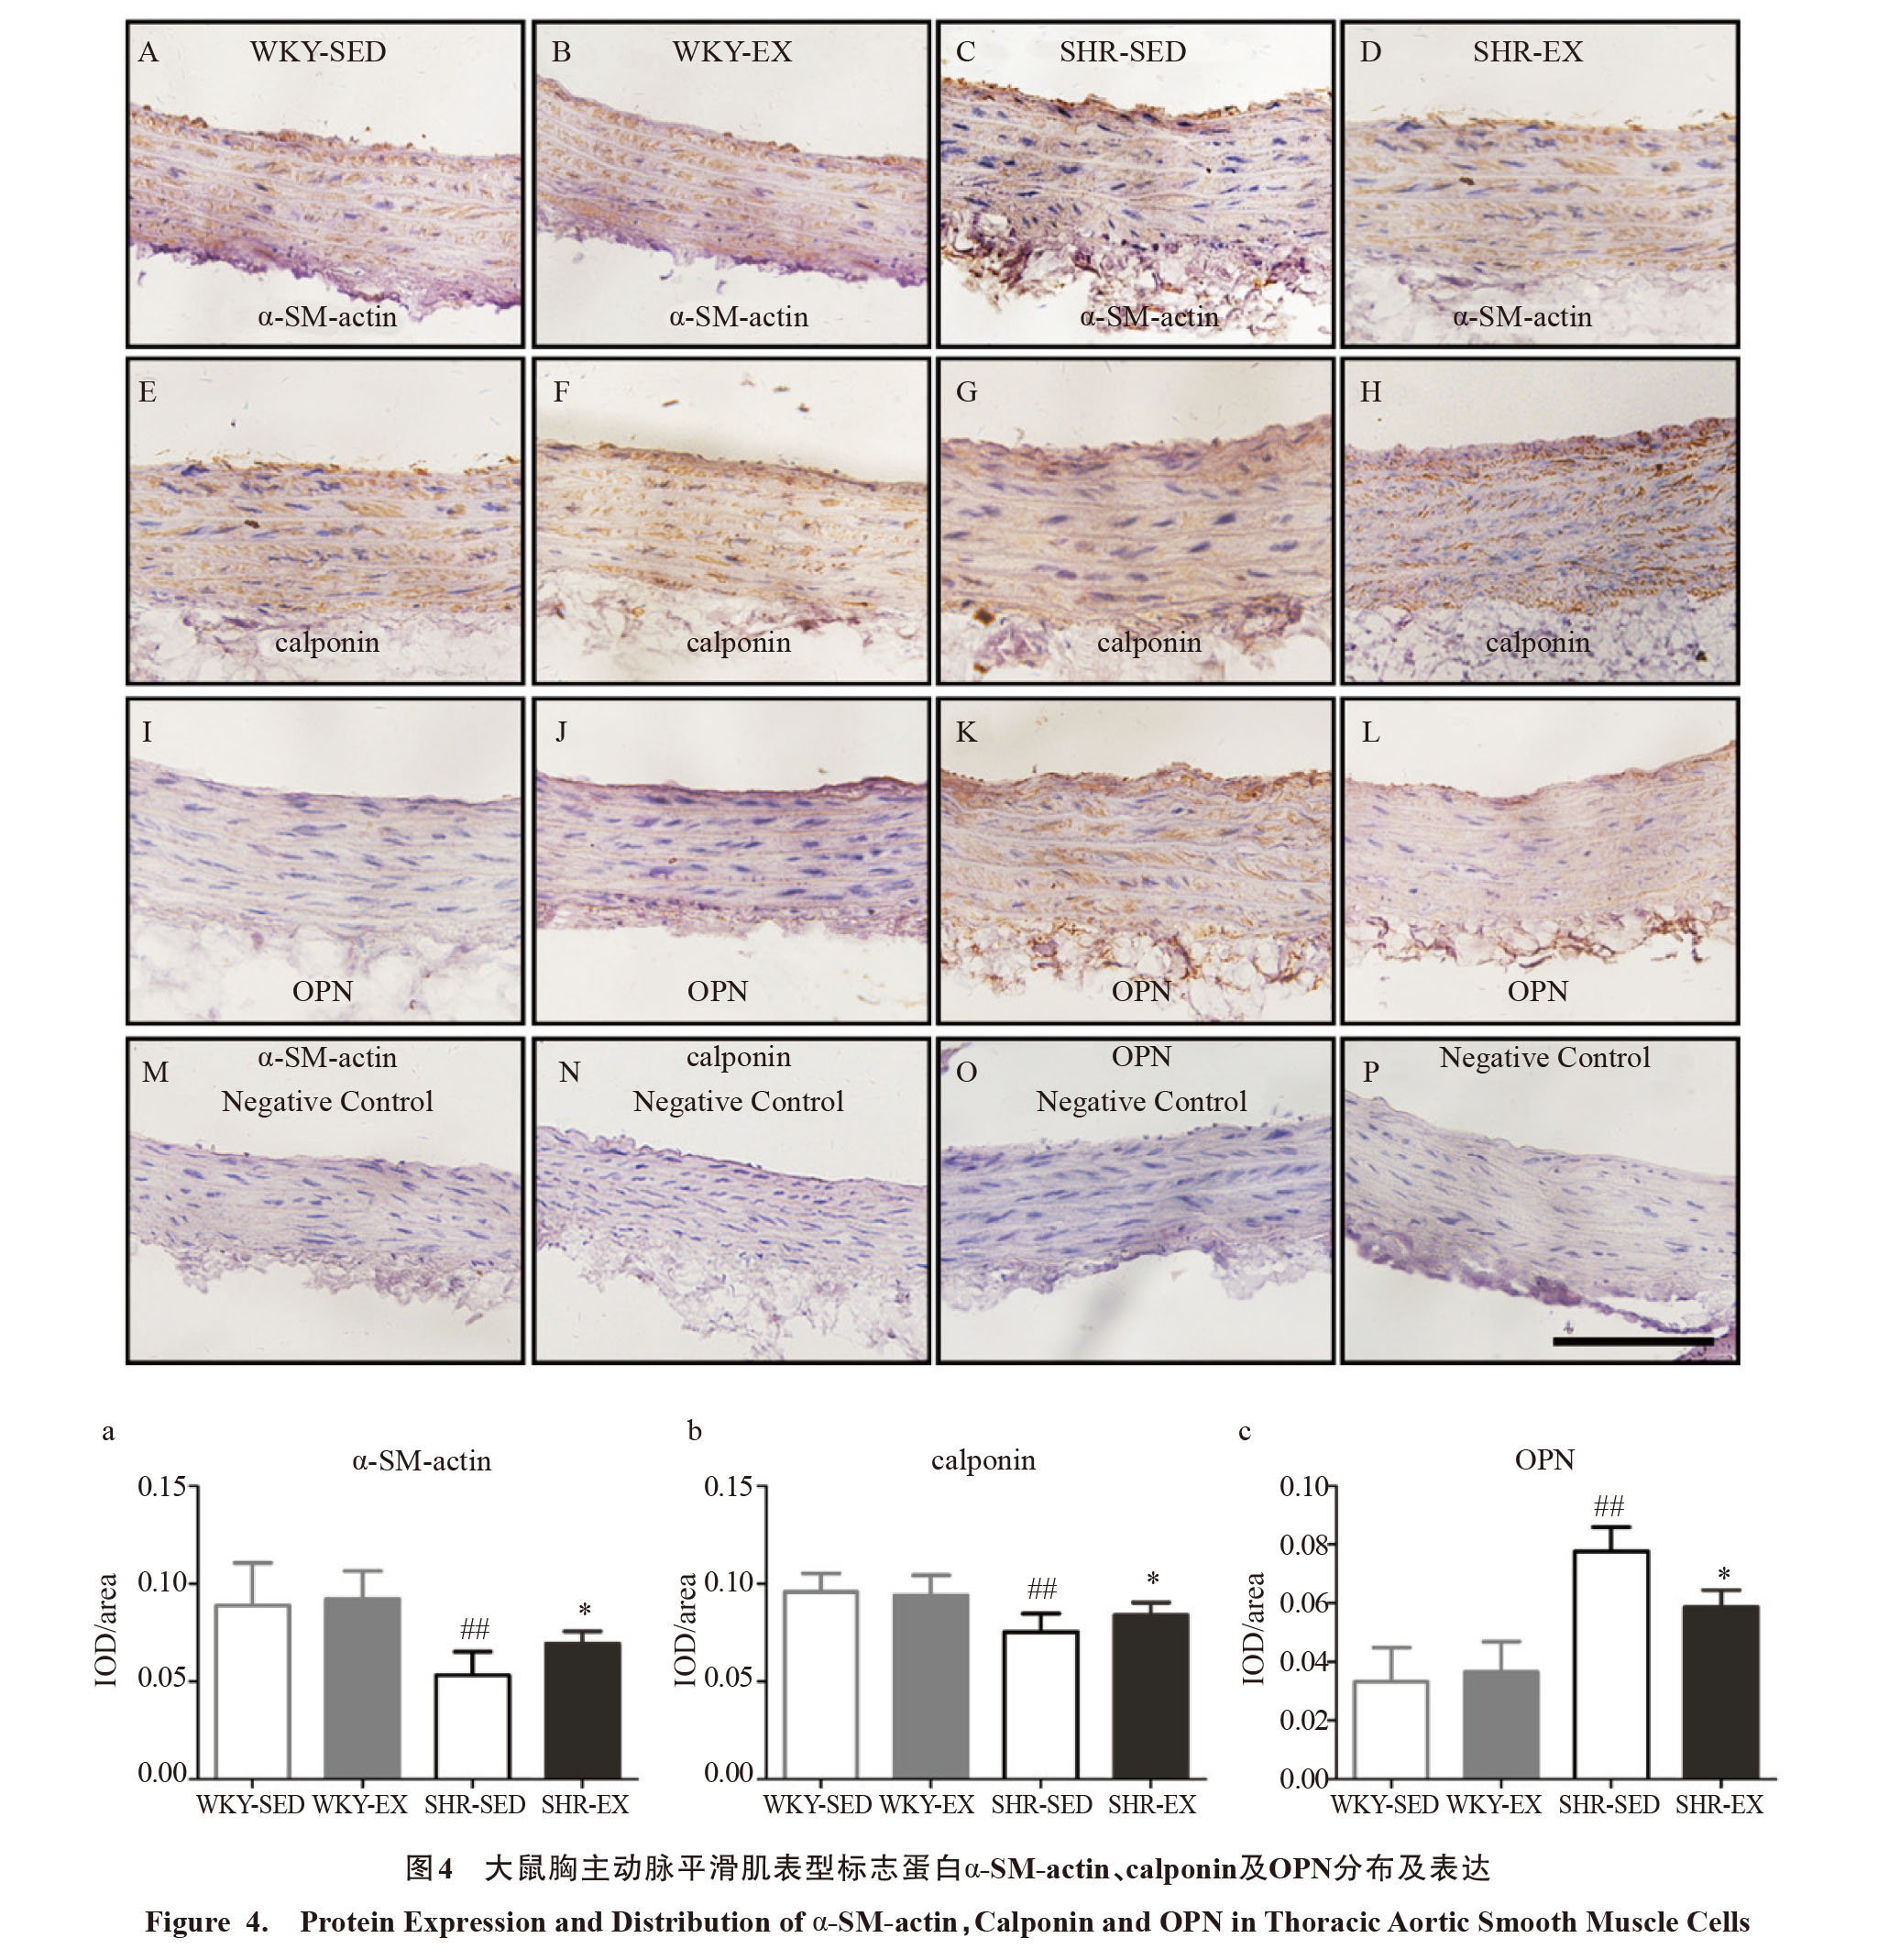 A WKY-SED
B WKY-EX
C SHR-SED
D SHR-EX
α-SM-actin
α-SM-actin
α-SM-actin
α-SM-actin
E
F
G
H
calponin
calponin
calponin
calponin
I
J
K
L
OPN
OPN
OPN
OPN
M α-SM-actin
Negative Control
N calponin
Negative Control
O OPN
Negative Control
P Negative Control
a
α-SM-actin
IOD/area
0.15
0.10
0.05
0.00
##
*
WKY-SED WKY-EX SHR-SED SHR-EX
b
calponin
IOD/area
0.15
0.10
0.05
0.00
##
*
WKY-SED WKY-EX SHR-SED SHR-EX
c
OPN
IOD/area
0.10
0.08
0.06
0.04
0.02
0.00
##
*
WKY-SED WKY-EX SHR-SED SHR-EX
图4 大鼠胸主动脉平滑肌表型标志蛋白α-SM-actin、calponin及OPN分布及表达
Figure 4. Protein Expression and Distribution of α-SM-actin, Calponin and OPN in Thoracic Aortic Smooth Muscle Cells